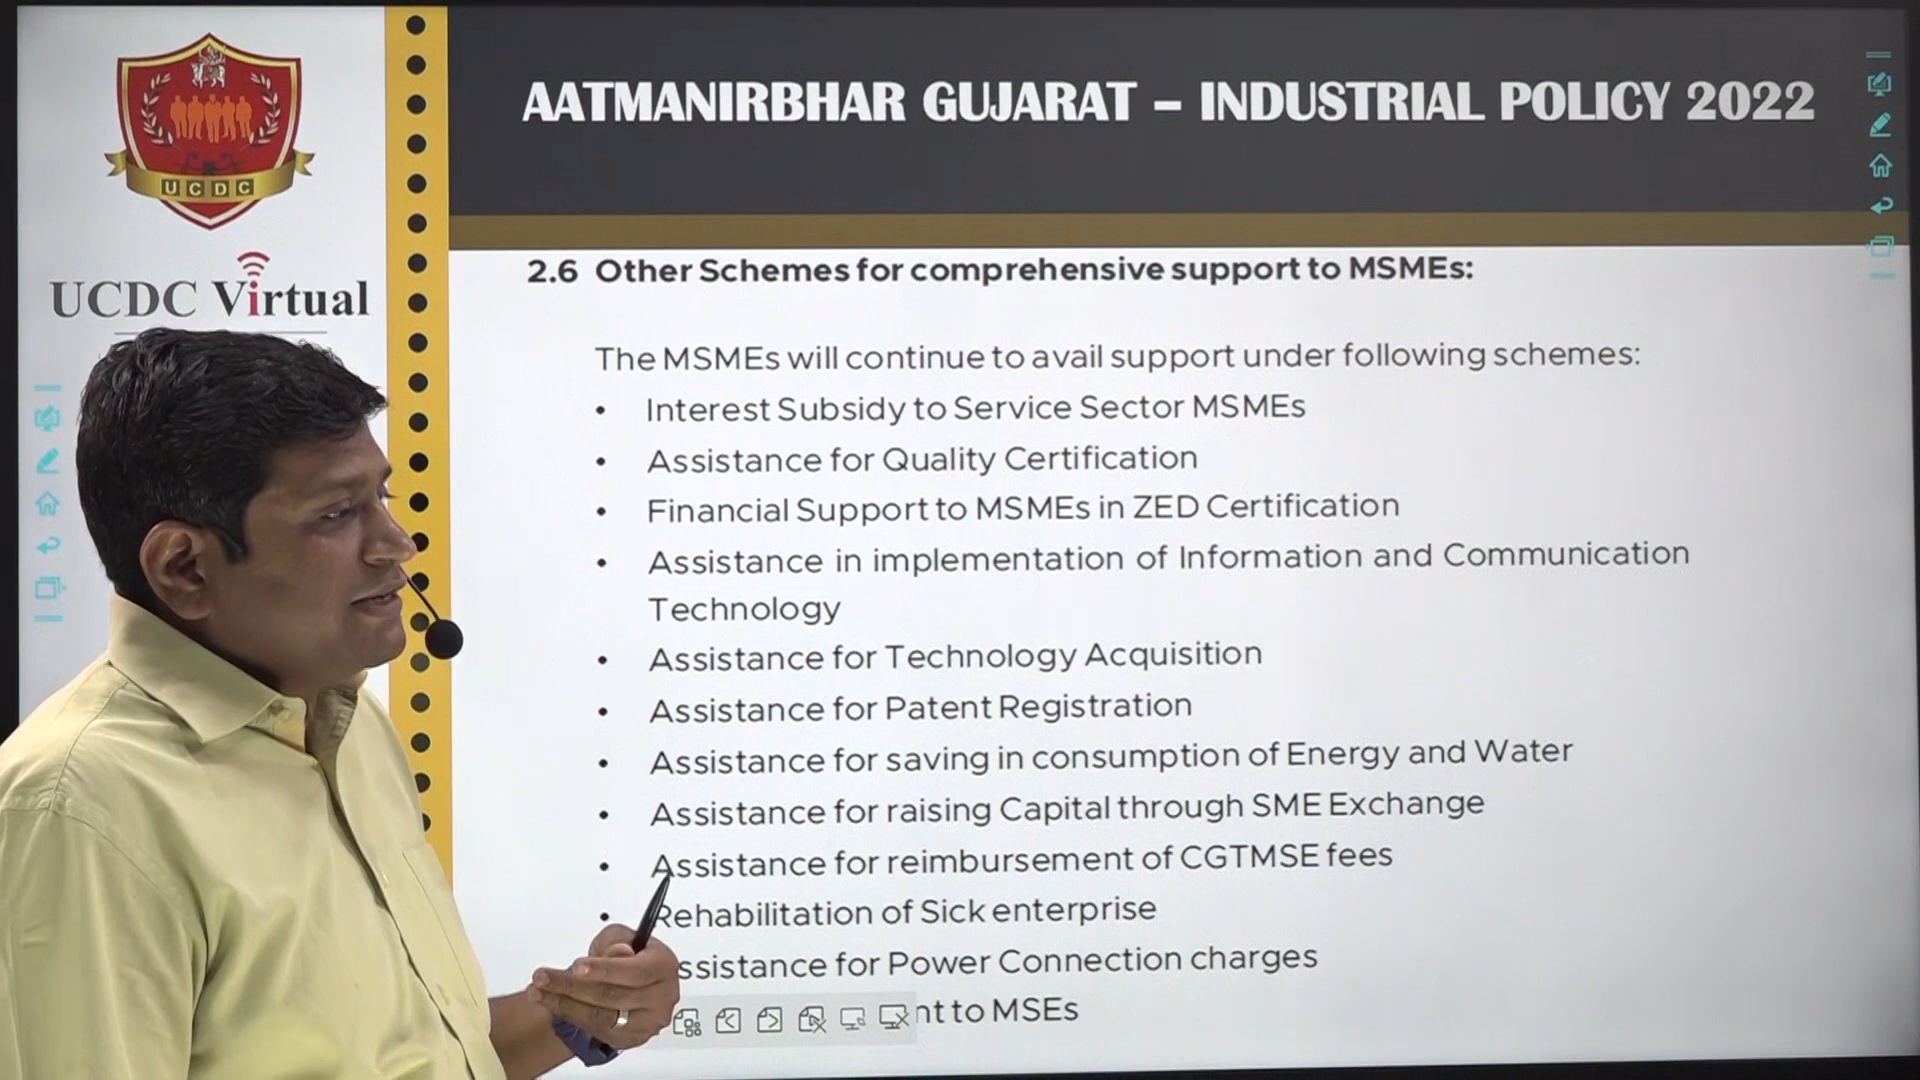 UCDC
UCDC Virtual
AATMANIRBHAR GUJARAT – INDUSTRIAL POLICY 2022
2.6 Other Schemes for comprehensive support to MSMEs:
The MSMEs will continue to avail support under following schemes:
• Interest Subsidy to Service Sector MSMEs
• Assistance for Quality Certification
• Financial Support to MSMEs in ZED Certification
• Assistance in implementation of Information and Communication
Technology
• Assistance for Technology Acquisition
• Assistance for Patent Registration
• Assistance for saving in consumption of Energy and Water
• Assistance for raising Capital through SME Exchange
• Assistance for reimbursement of CGTMSE fees
• Rehabilitation of Sick enterprise
ssistance for Power Connection charges
to MSEs